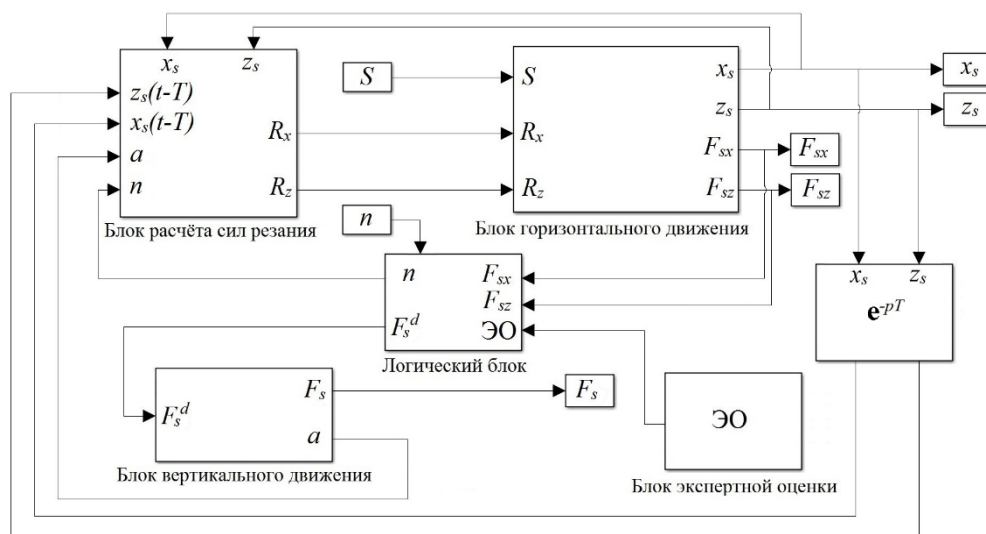 x_s z_s
z_s(t-T)
x_s(t-T)
a
n
R_x
R_z
Блок расчёта сил резания
S
n
S
R_x
R_z
x_s
z_s
F_sx
F_sz
Блок горизонтального движения
x_s
z_s
F_sx
F_sz
n
F_s^d
F_sx
F_sz
ЭО
Логический блок
x_s z_s
e^-pT
F_s^d
F_s
a
Блок вертикального движения
F_s
ЭО
Блок экспертной оценки